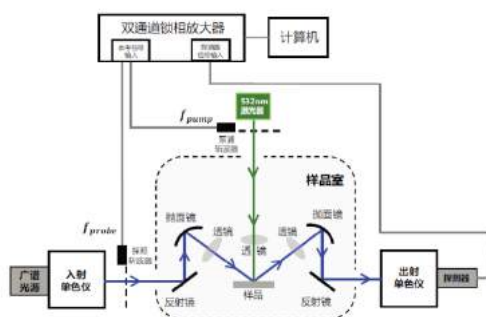 双通道锁相放大器
参考信号
输入
探测器
信号输入
计算机
532nm
激光器
f_pump
泵浦
斩波器
样品室
f_probe
抛面镜
透镜
透镜
透镜
抛面镜
探测
斩波器
广谱
光源
入射
单色仪
反射镜
样品
反射镜
出射
单色仪
探测器